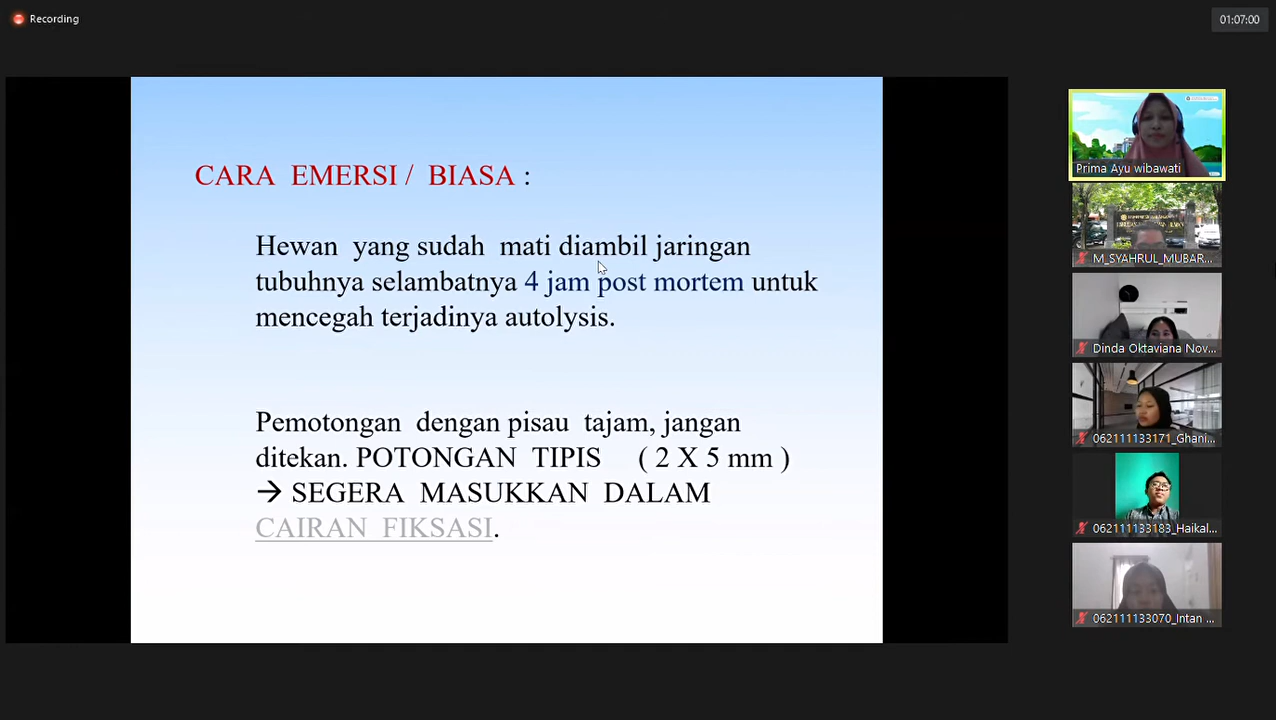 Recording
01:07:00
CARA EMERSI / BIASA :
Hewan yang sudah mati diambil jaringan
tubuhnya selambatnya 4 jam post mortem untuk
mencegah terjadinya autolysis.
Pemotongan dengan pisau tajam, jangan
ditekan. POTONGAN TIPIS ( 2 X 5 mm )
→ SEGERA MASUKKAN DALAM
CAIRAN FIKSASI.
Prima Ayu wibawati
M_SYAHRUL_MUBAR...
Dinda Oktaviana Nov...
062111133171_Ghani...
062111133183_Haikal...
062111133070_Intan ...